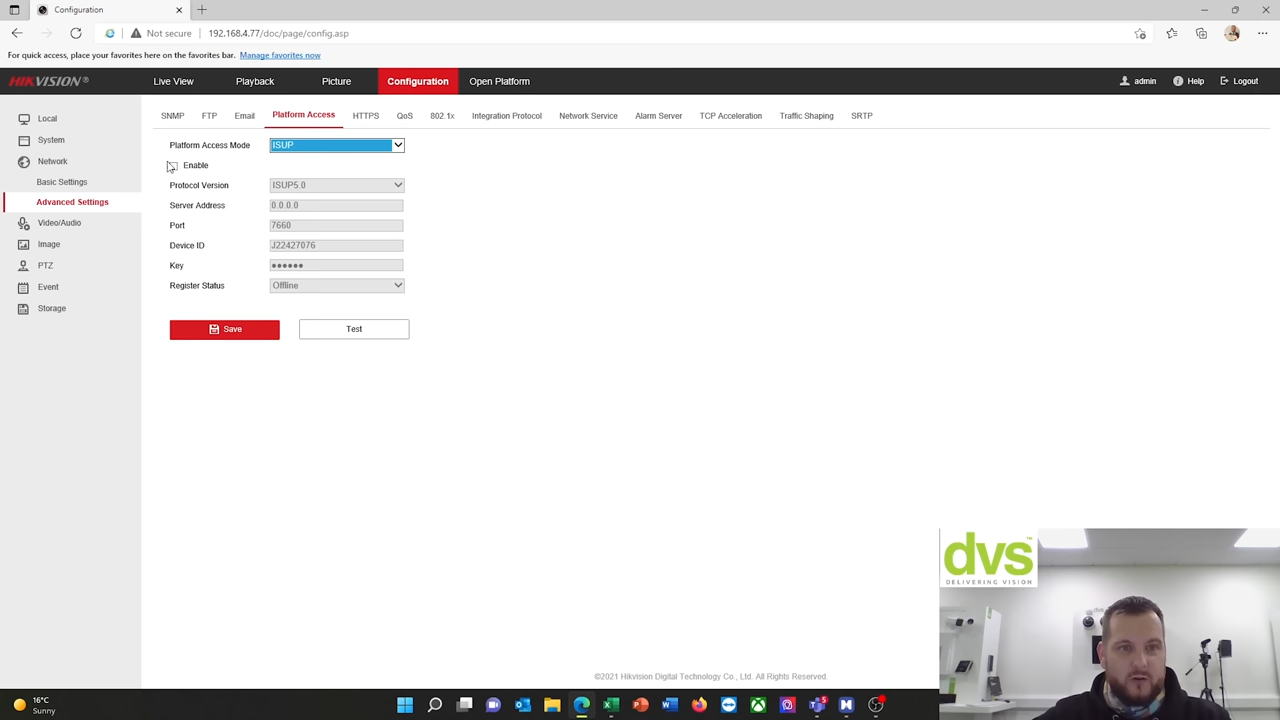 Configuration
Not secure 192.168.4.77/doc/page/config.asp
For quick access, place your favorites here on the favorites bar. Manage favorites now
HIKVISION® Live View Playback Picture Configuration Open Platform admin Help Logout
Local
System
Network
Basic Settings
Advanced Settings
Video/Audio
Image
PTZ
Event
Storage
SNMP FTP Email Platform Access HTTPS QoS 802.1x Integration Protocol Network Service Alarm Server TCP Acceleration Traffic Shaping SRTP
Platform Access Mode ISUP
Enable
Protocol Version ISUP5.0
Server Address 0.0.0.0
Port 7660
Device ID J22427076
Key ••••••
Register Status Offline
Save Test
dvs™
DELIVERING VISION
©2021 Hikvision Digital Technology Co., Ltd. All Rights Reserved.
16°C
Sunny